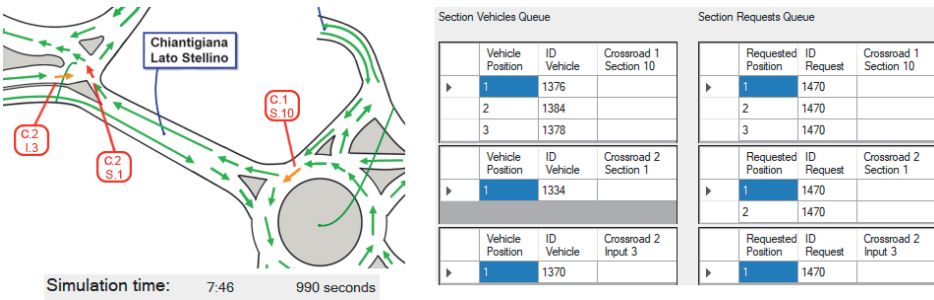 Chiantigiana
Lato Stellino
C.1
S.10
C.2
I.3
C.2
S.1
Simulation time: 7:46 990 seconds
Section Vehicles Queue
Vehicle Position ID Vehicle Crossroad 1 Section 10
1 1376
2 1384
3 1378
Vehicle Position ID Vehicle Crossroad 2 Section 1
1 1334
Vehicle Position ID Vehicle Crossroad 2 Input 3
1 1370
Section Requests Queue
Requested Position ID Request Crossroad 1 Section 10
1 1470
2 1470
3 1470
Requested Position ID Request Crossroad 2 Section 1
1 1470
2 1470
Requested Position ID Request Crossroad 2 Input 3
1 1470